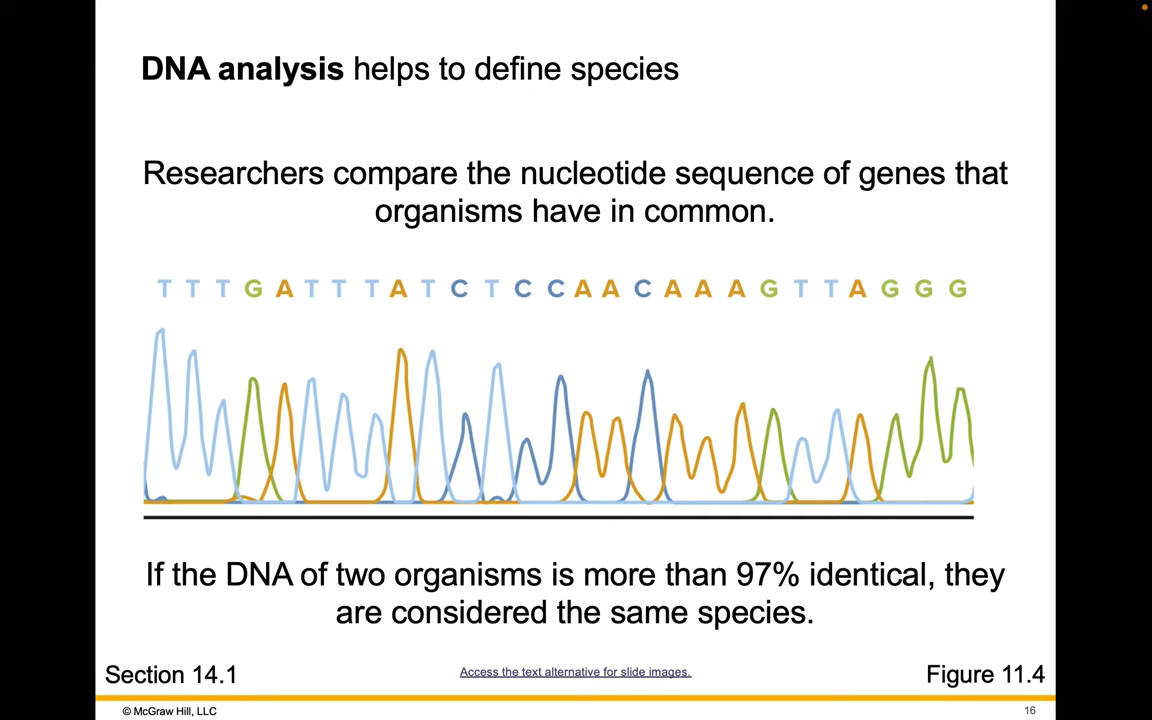 DNA analysis helps to define species
Researchers compare the nucleotide sequence of genes that
organisms have in common.
T T T G A T T T A T C T C C A A C A A A G T T A G G G
If the DNA of two organisms is more than 97% identical, they
are considered the same species.
Section 14.1
Access the text alternative for slide images.
Figure 11.4
© McGraw Hill, LLC
16